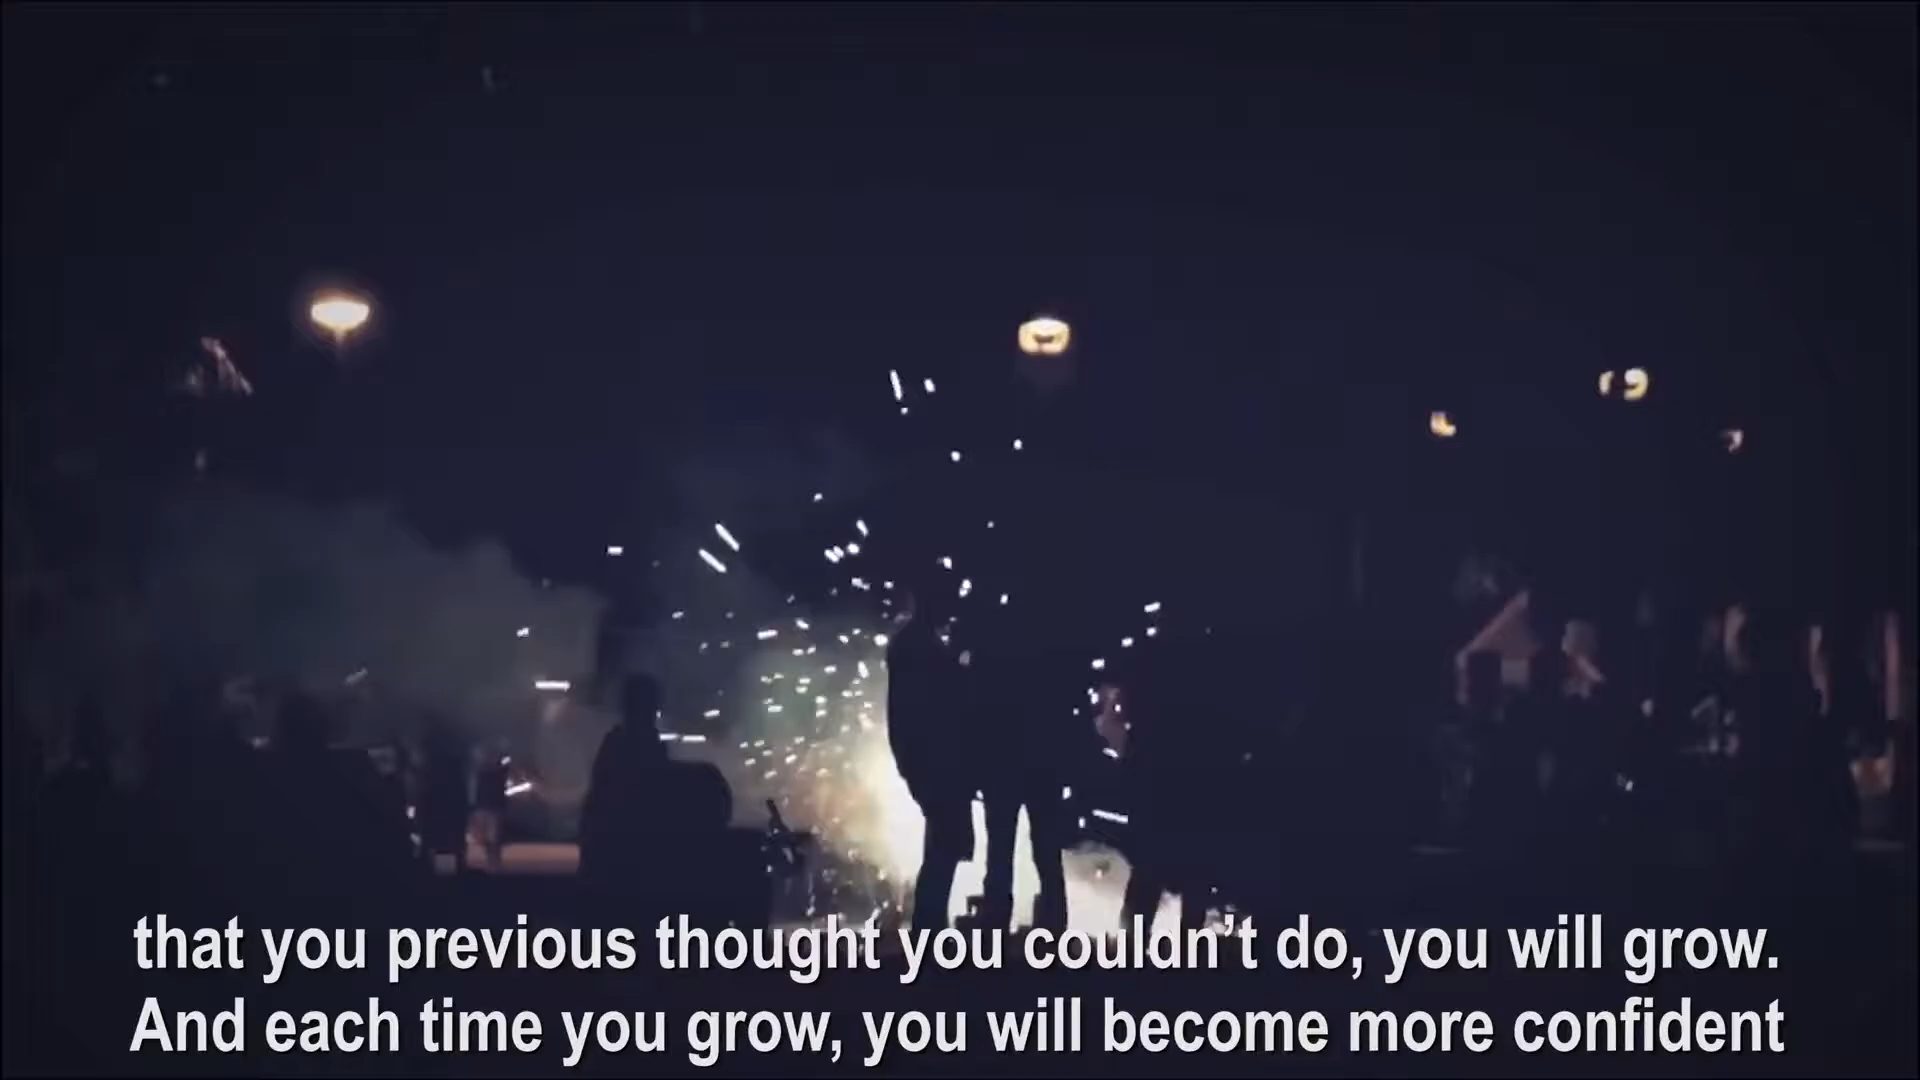 that you previous thought you couldn’t do, you will grow.
And each time you grow, you will become more confident